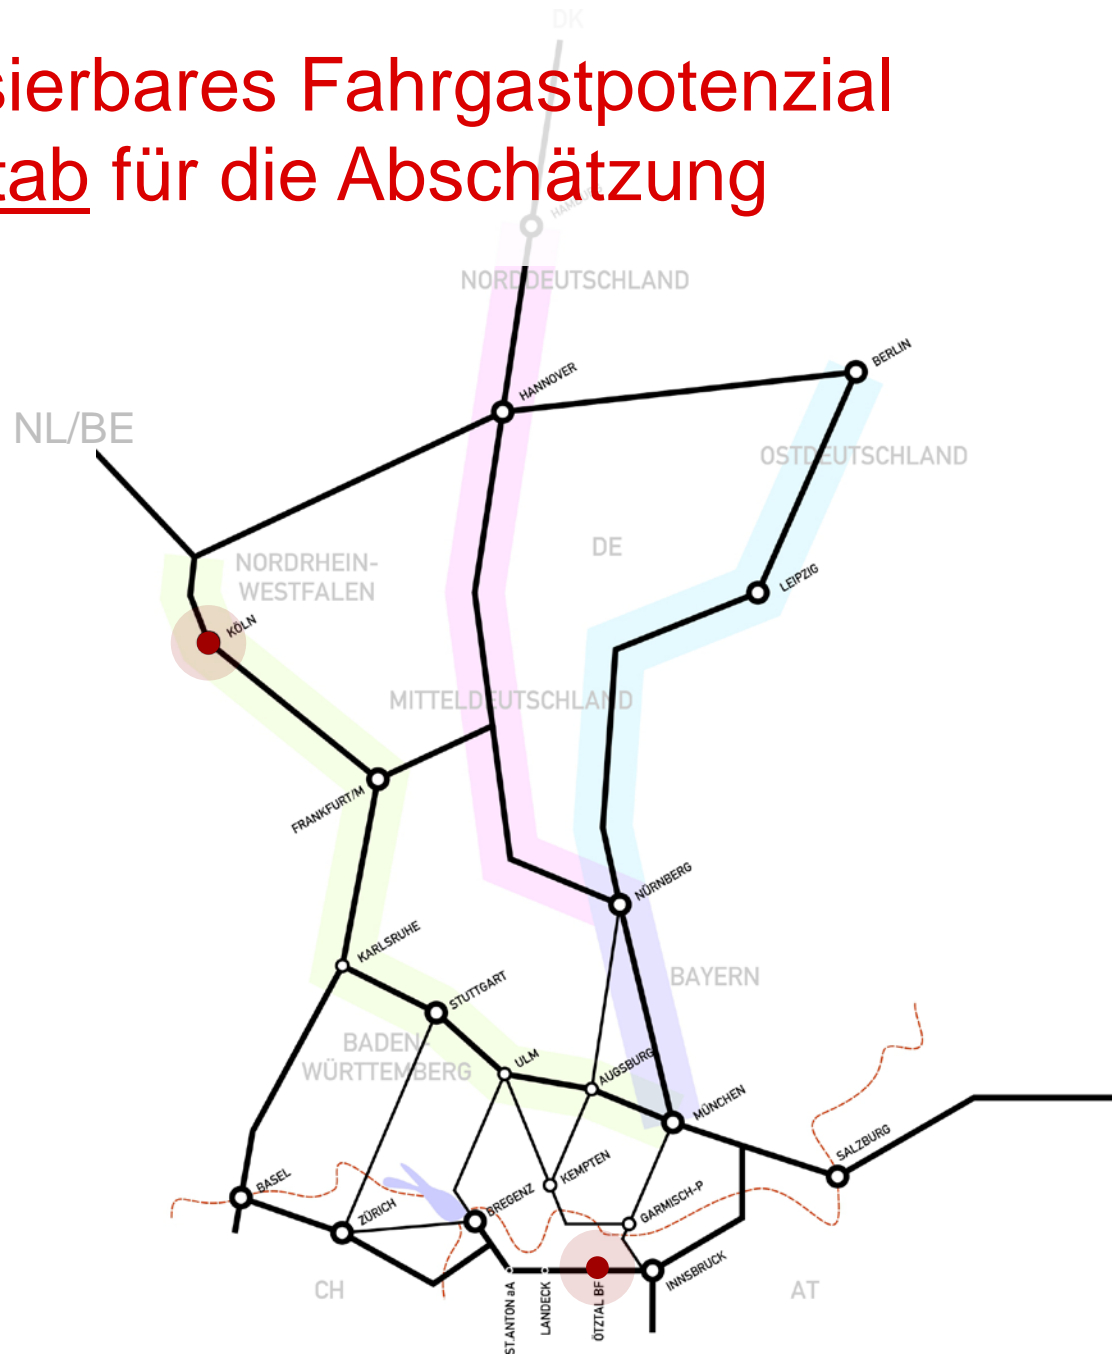 DK
sierbares Fahrgastpotenzial
tab für die Abschätzung
HAMBURG
NORDDEUTSCHLAND
BERLIN
HANNOVER
NL/BE
OSTDEUTSCHLAND
DE
NORDRHEIN-
WESTFALEN
LEIPZIG
KÖLN
MITTELDEUTSCHLAND
FRANKFURT/M
NÜRNBERG
KARLSRUHE
BAYERN
STUTTGART
BADEN-
WÜRTTEMBERG
ULM
AUGSBURG
MÜNCHEN
SALZBURG
BASEL
KEMPTEN
ZÜRICH
BREGENZ
GARMISCH-P
INNSBRUCK
CH
AT
ST.ANTON aA
LANDECK
ÖTZTAL BF